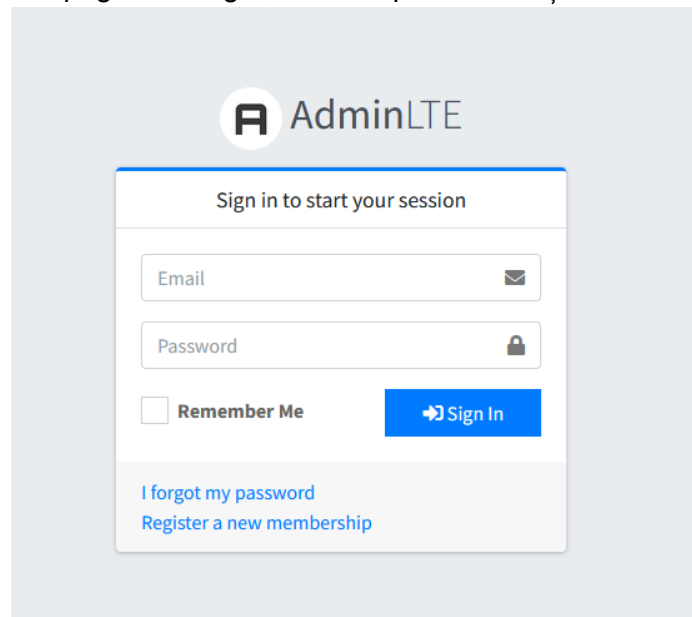 AdminLTE
Sign in to start your session
Email
Password
Remember Me
Sign In
I forgot my password
Register a new membership